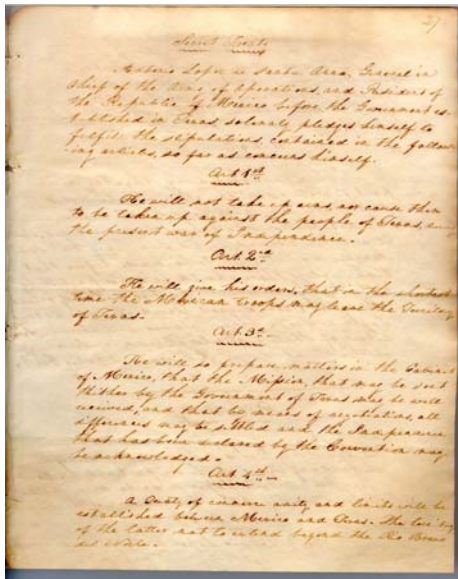 27
Secret Treaty
Antonio Lopez de Santa Anna, General in
Chief of the Army of Operations, and President of
the Republic of Mexico before the Government es-
tablished in Texas, solemnly pledges himself to
fulfill the stipulations, contained in the follow-
ing articles, so far as concerns himself.
Art 1st
He will not take up arms, nor cause them
to be taken up against the people of Texas, during
the present war of Independence.
Art. 2nd
He will give his orders, that in the shortest
time the Mexican troops may leave the Territory
of Texas.
Art. 3d
He will so prepare matters in the Cabinet
of Mexico, that the Mission, that may be sent
thither by the Government of Texas may be well
received, and that by means of negotiations, all
differences may be settled and the Independence
that has been declared by the Convention may
be acknowledged.
Art 4th
A treaty of commerce amity and limits will be
established between Mexico and Texas. The territory
of the latter not to extend beyond the Rio Bravo
del Norte.